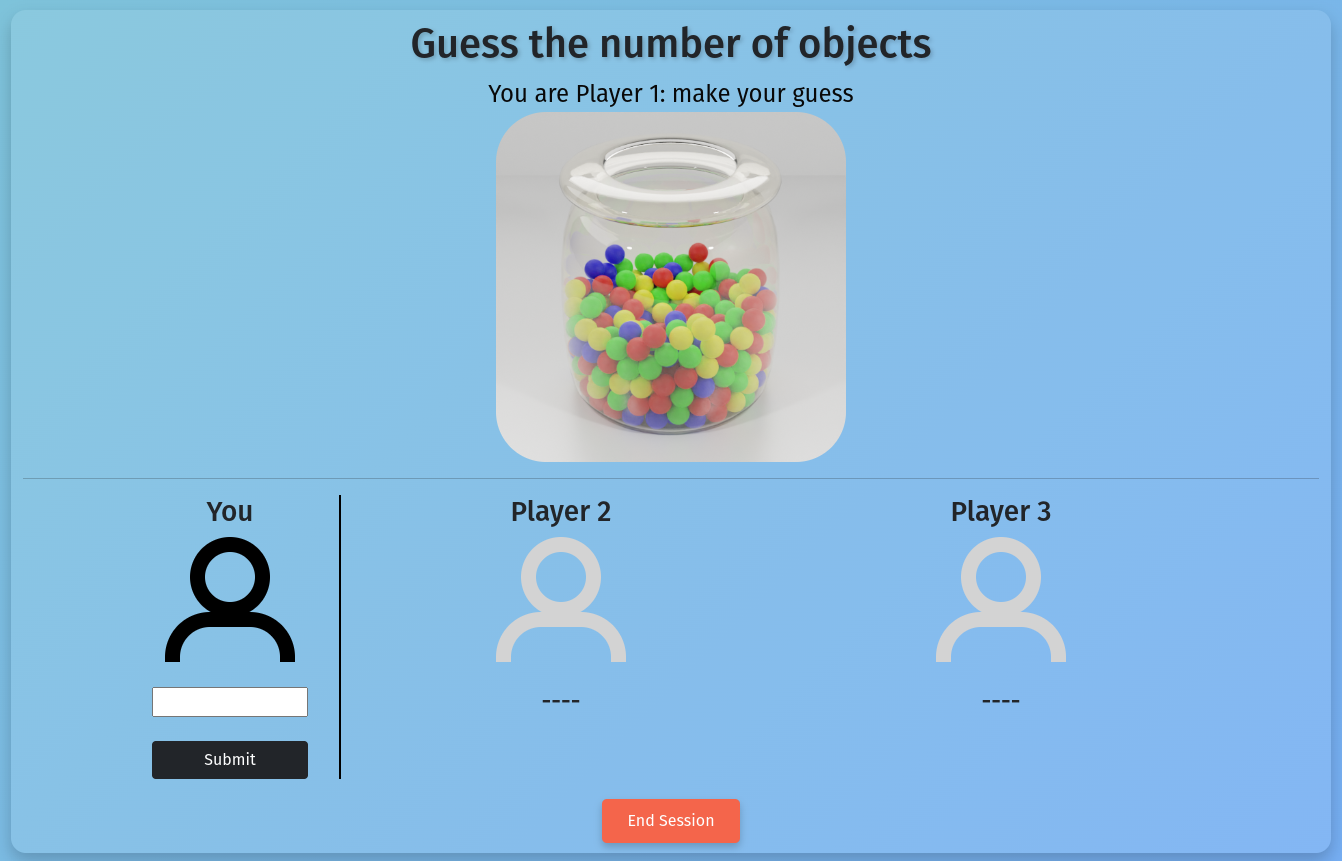 Guess the number of objects
You are Player 1: make your guess
You
Player 2
Player 3
----
----
Submit
End Session